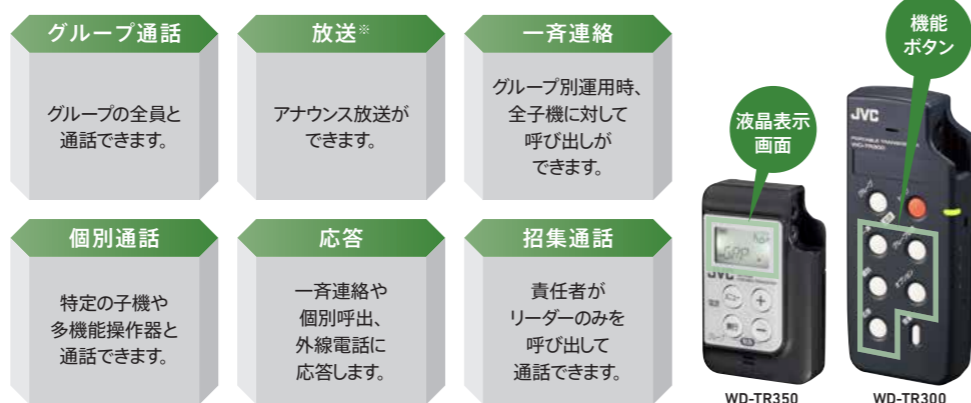 グループ通話
グループの全員と
通話できます。
放送※
アナウンス放送が
できます。
一斉連絡
グループ別運用時、
全子機に対して
呼び出しが
できます。
個別通話
特定の子機や
多機能操作器と
通話できます。
応答
一斉連絡や
個別呼出、
外線電話に
応答します。
招集通話
責任者が
リーダーのみを
呼び出して
通話できます。
液晶表示
画面
GRP
JVC
WD-TR350
機能
ボタン
JVC
PORTABLE TRANSCEIVER
WD-TR300
WD-TR300